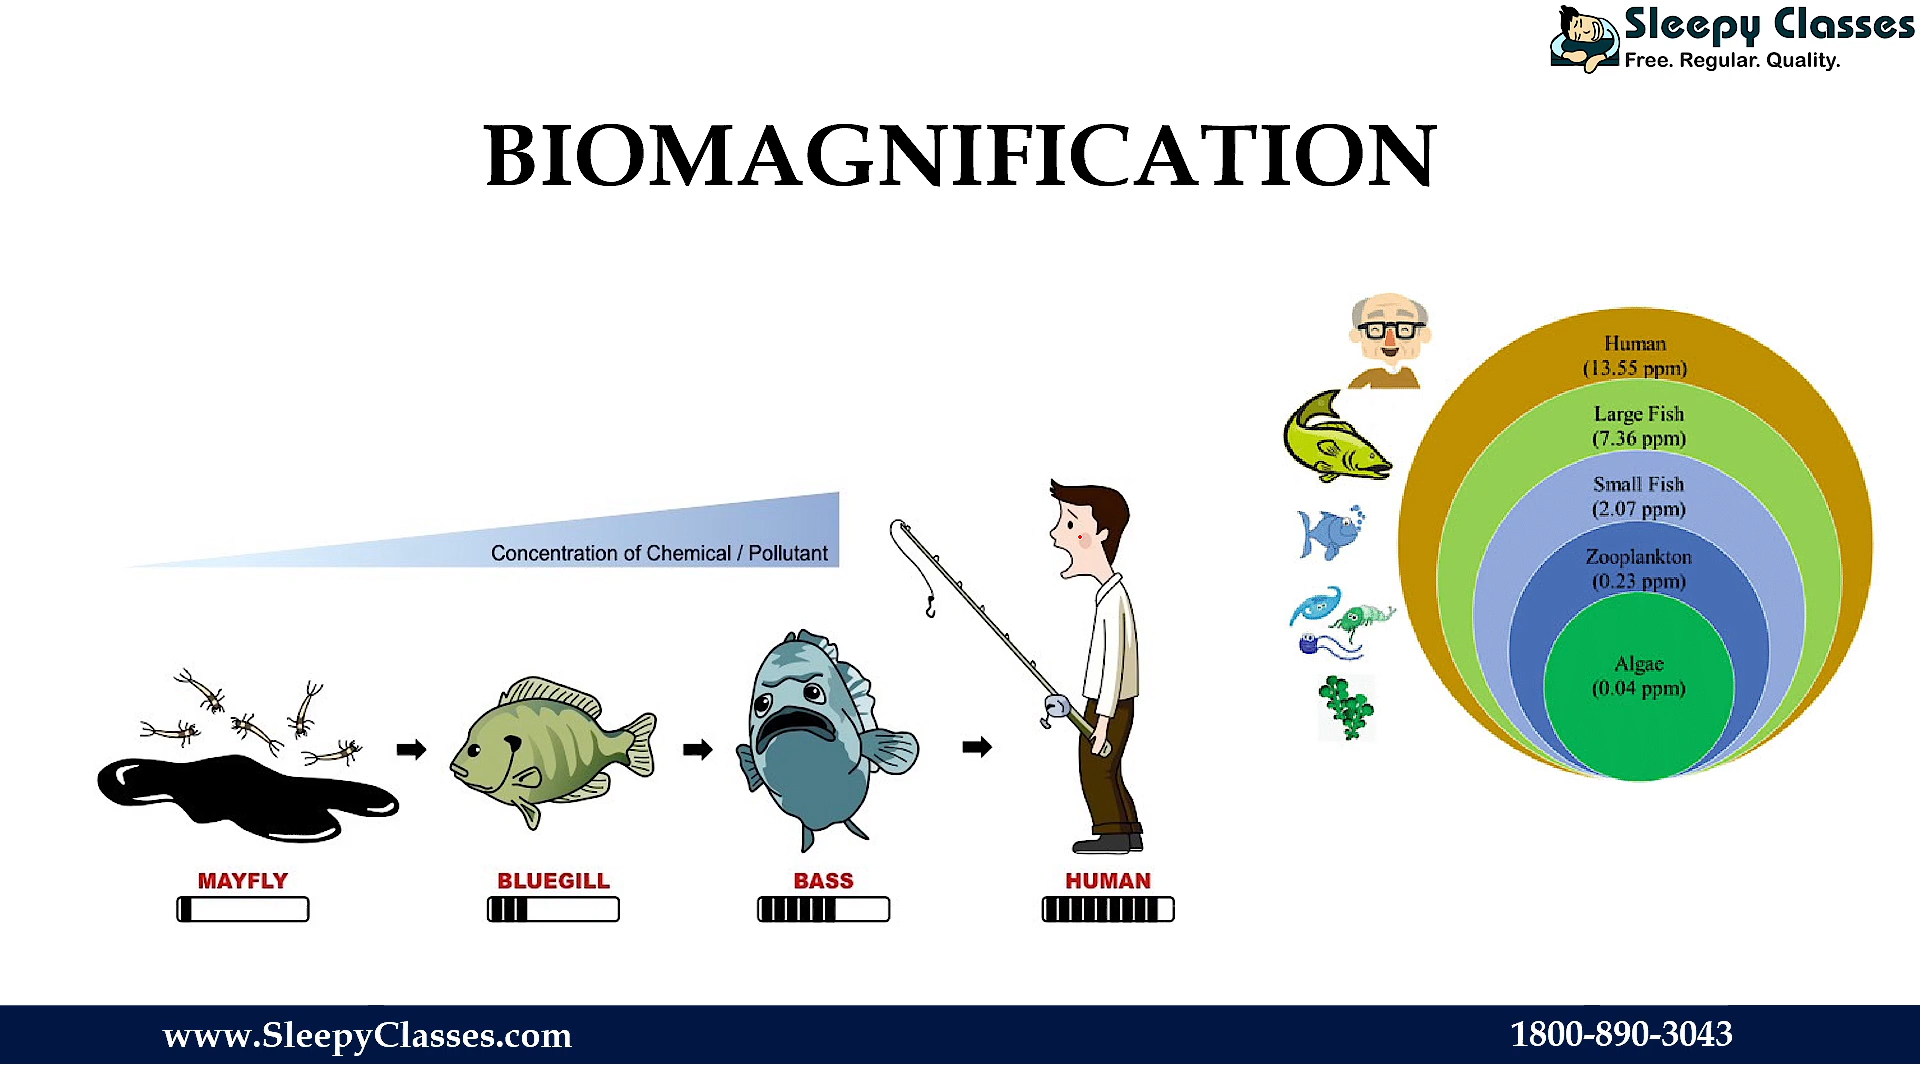 Sleepy Classes
Free. Regular. Quality.
BIOMAGNIFICATION
Concentration of Chemical / Pollutant
MAYFLY
BLUEGILL
BASS
HUMAN
Human
(13.55 ppm)
Large Fish
(7.36 ppm)
Small Fish
(2.07 ppm)
Zooplankton
(0.23 ppm)
Algae
(0.04 ppm)
www.SleepyClasses.com
1800-890-3043